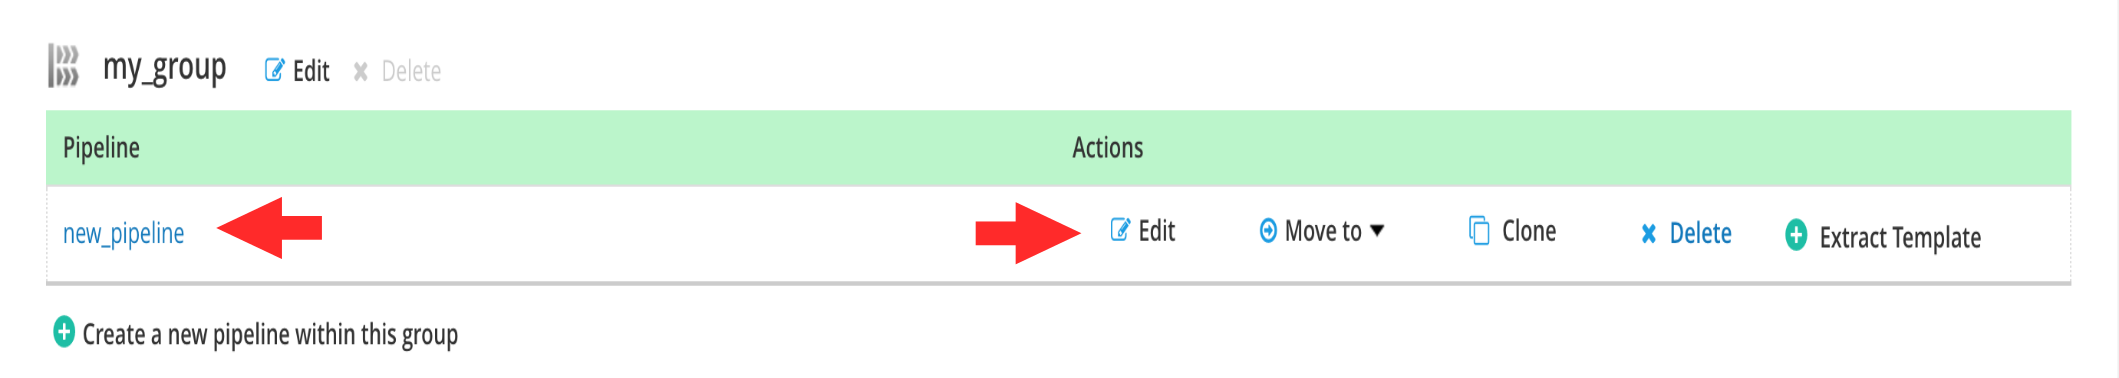 my_group Edit Delete
Pipeline Actions
new_pipeline Edit Move to Clone Delete Extract Template
Create a new pipeline within this group